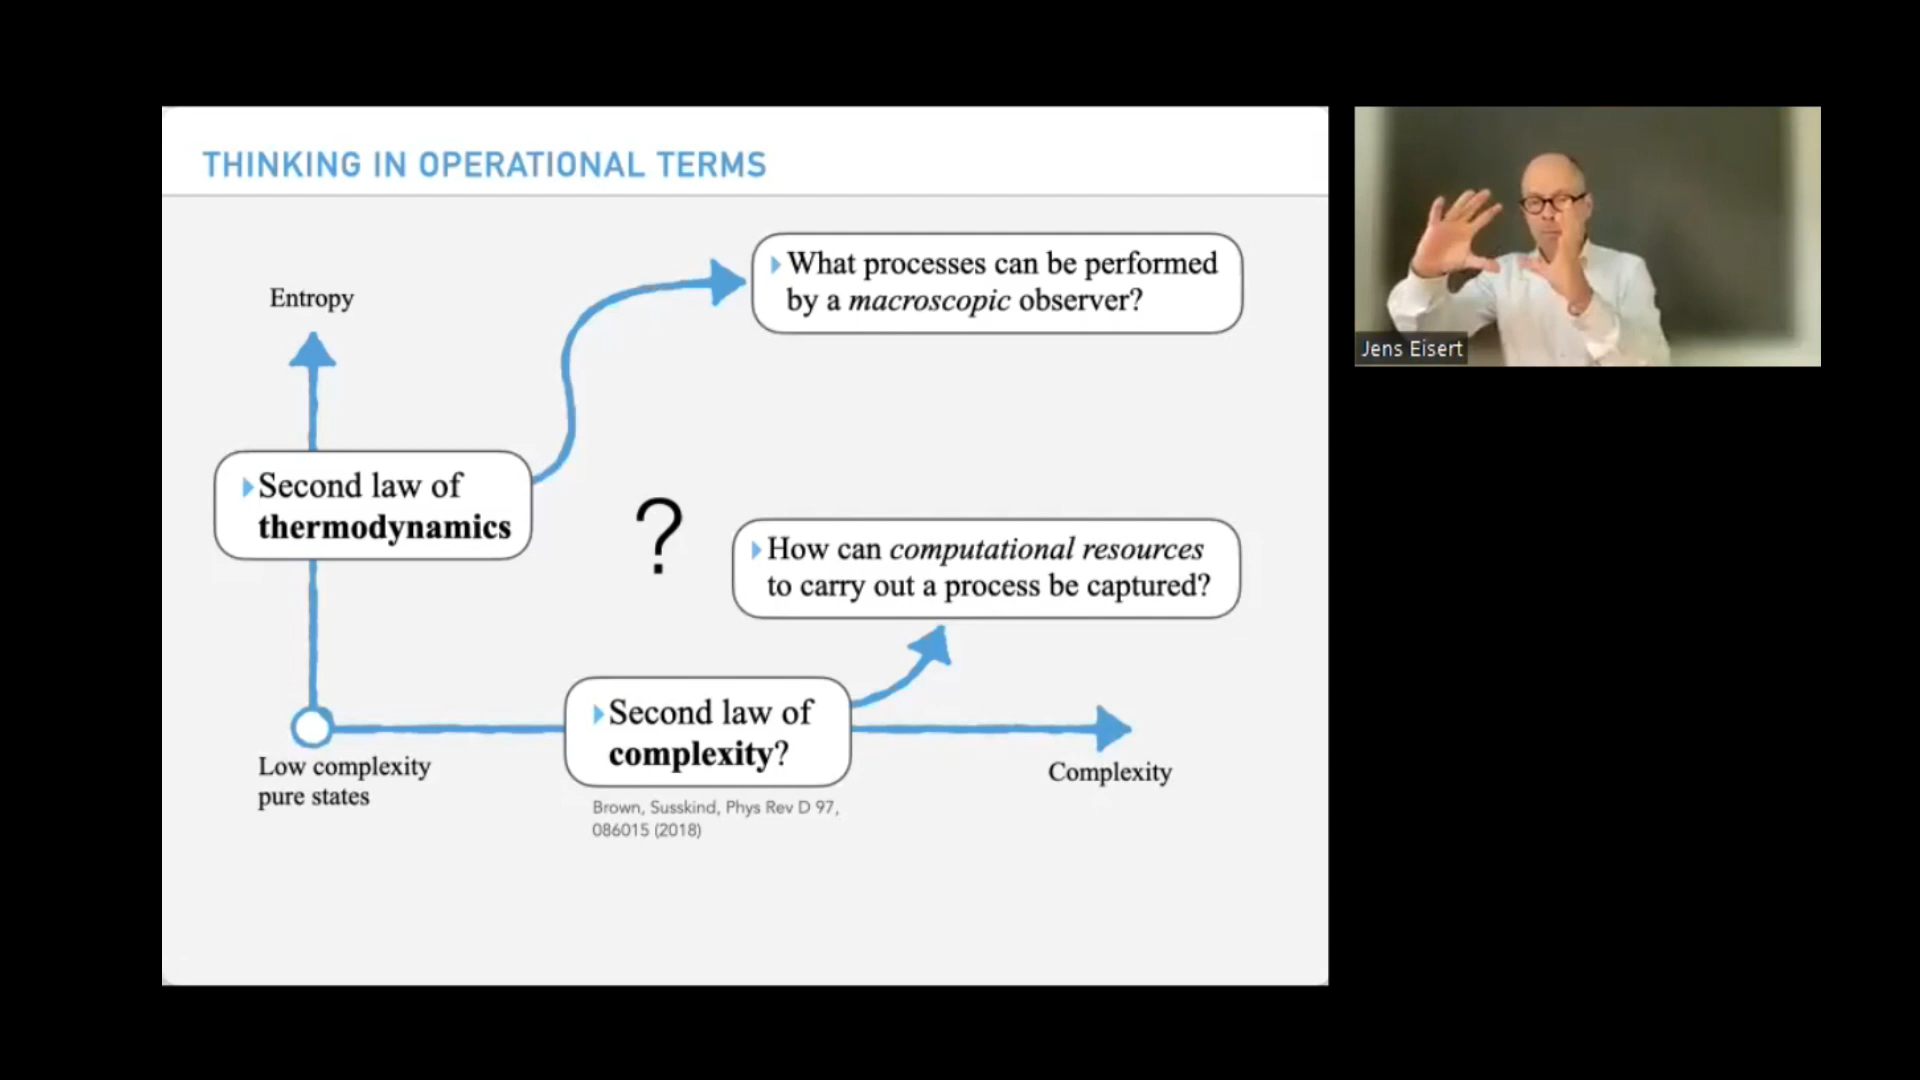 THINKING IN OPERATIONAL TERMS
What processes can be performed
by a macroscopic observer?
Entropy
Second law of
thermodynamics
?
How can computational resources
to carry out a process be captured?
Second law of
complexity?
Low complexity
pure states
Complexity
Brown, Susskind, Phys Rev D 97,
086015 (2018)
Jens Eisert